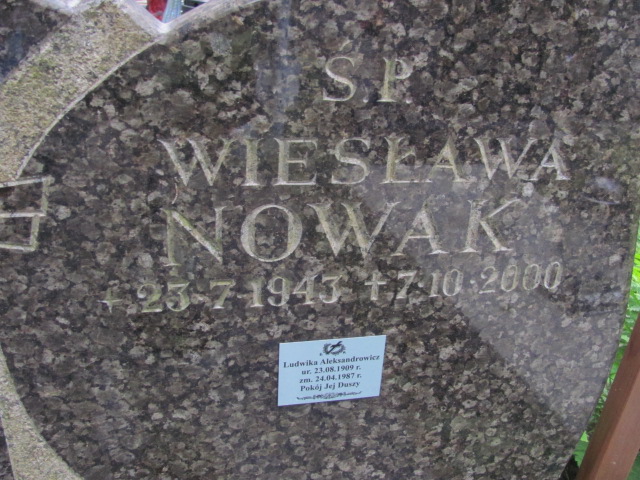 Ś P.
WIESŁAWA
NOWAK
23·7·1943 +7·10·2000
Ludwika Aleksandrowicz
ur. 23.08.1909 r.
zm. 24.04.1987 r.
Pokój Jej Duszy